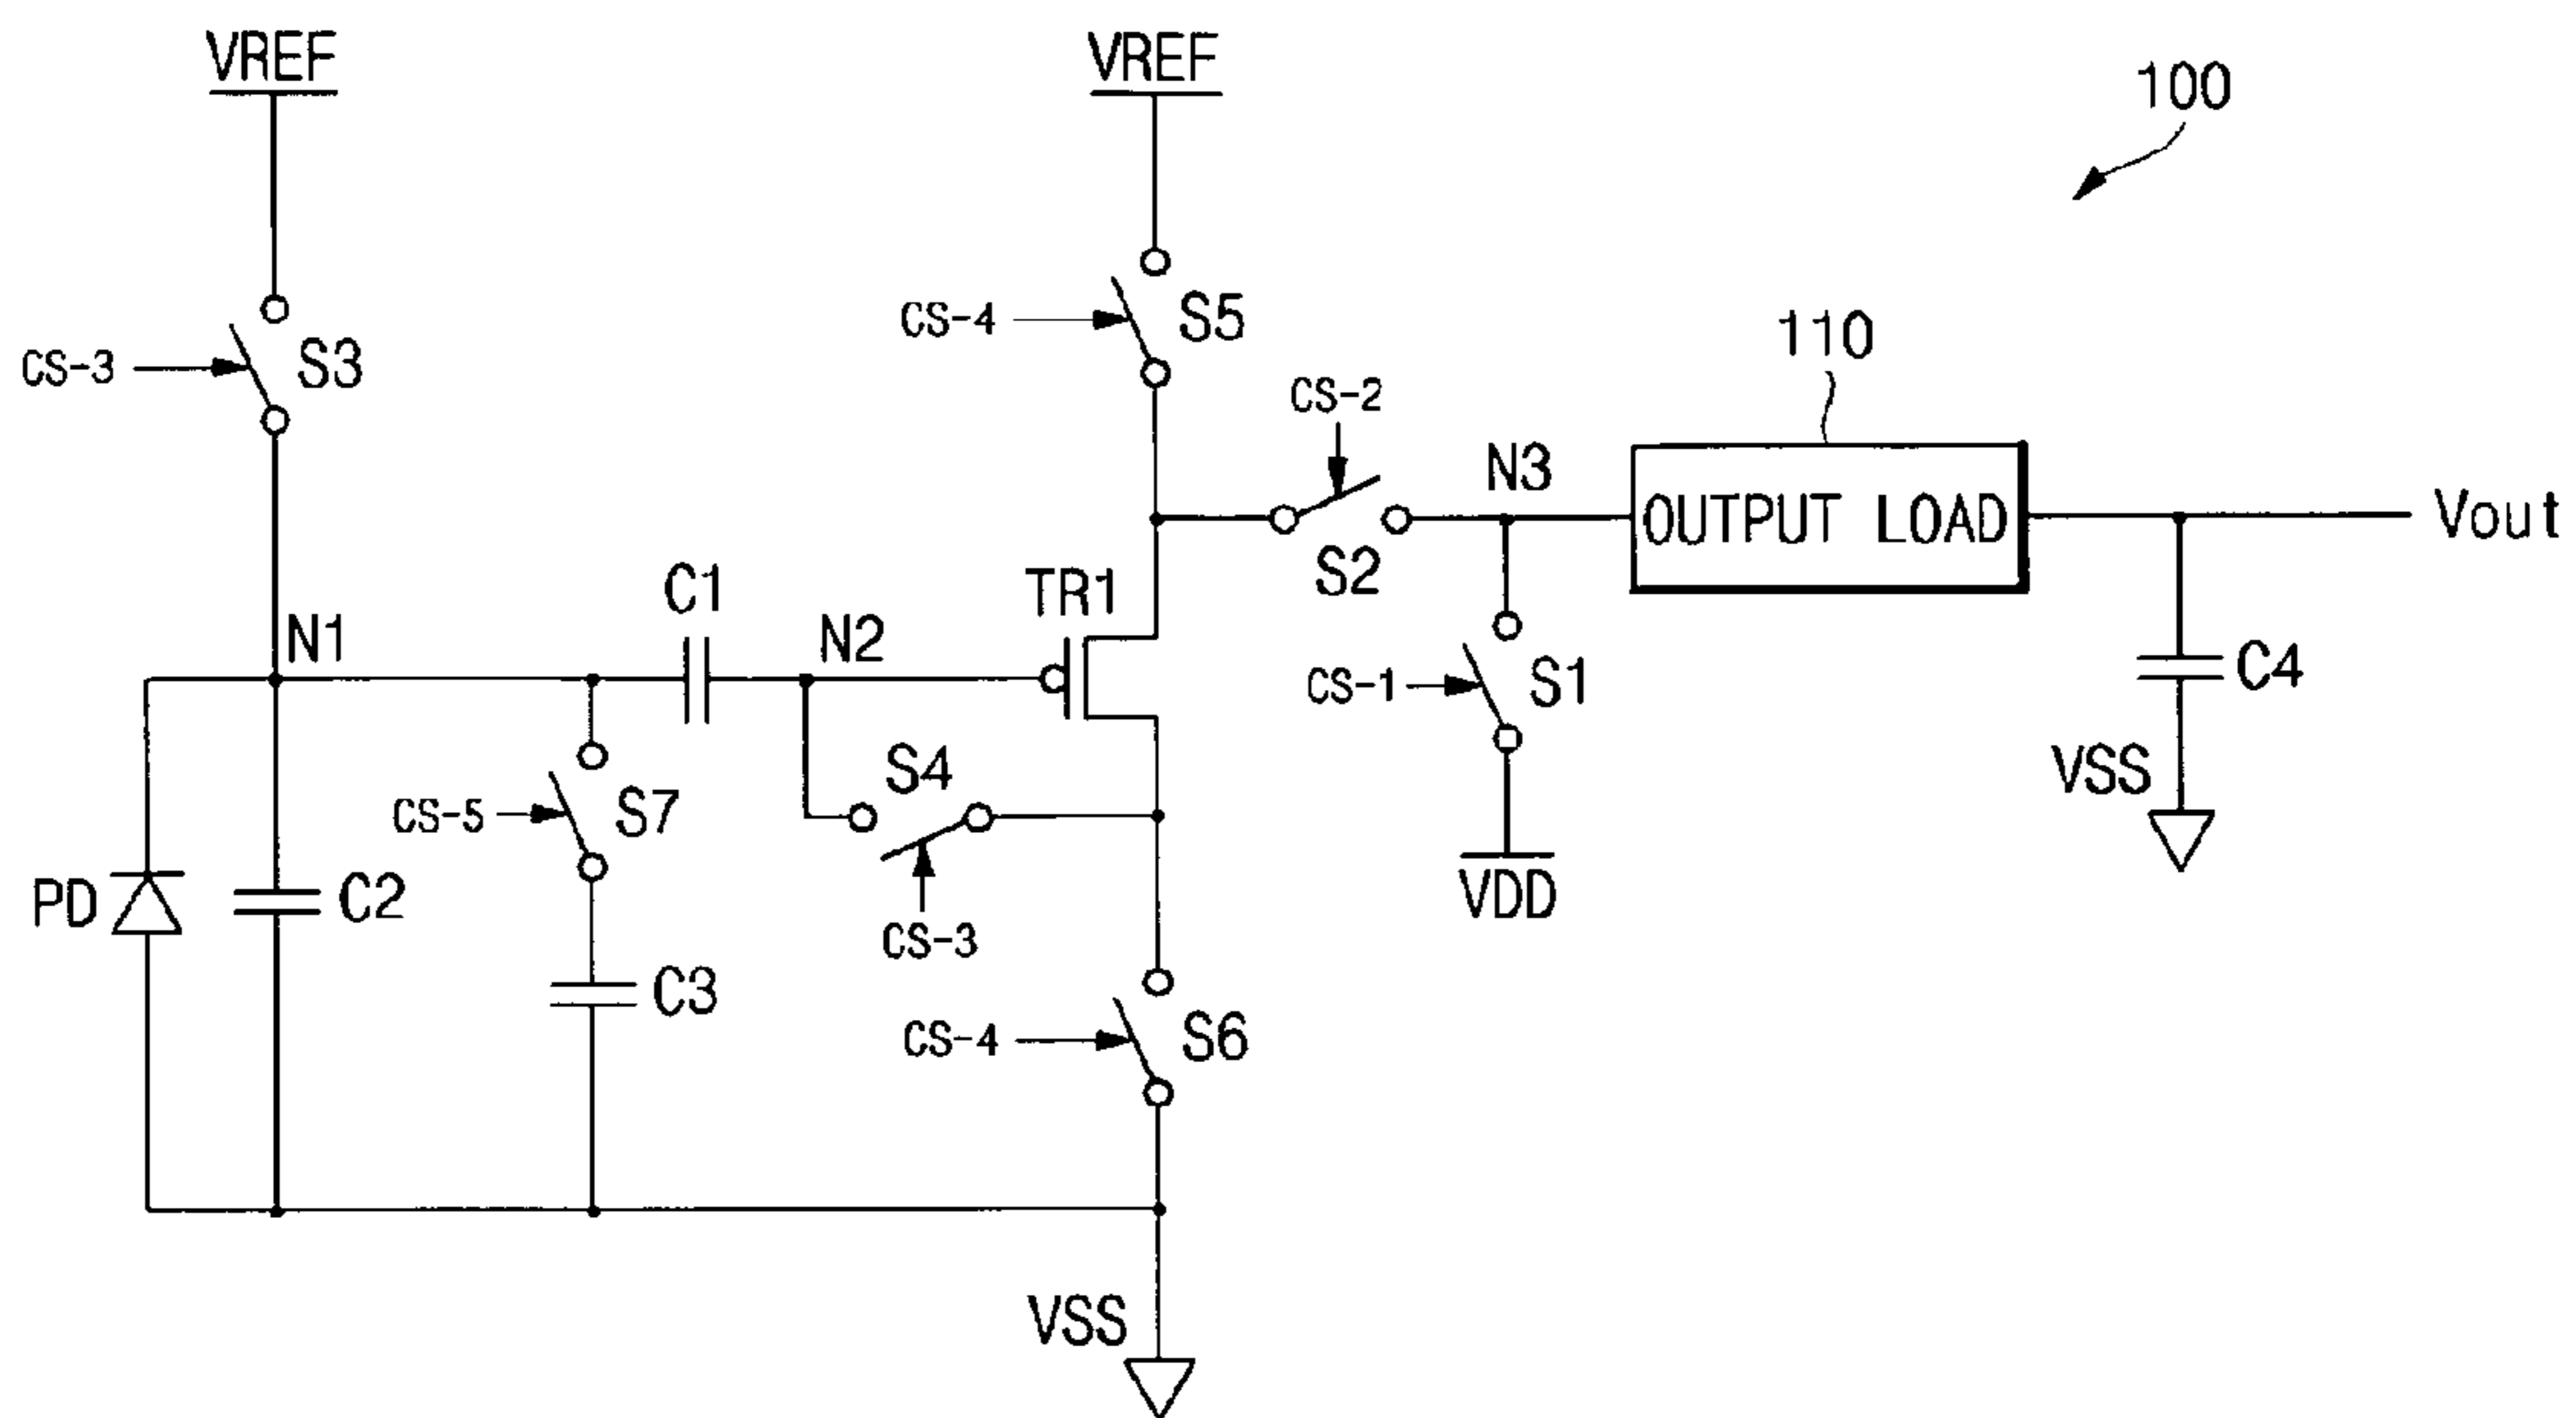 VREF
VREF
100
CS-3
S3
CS-4
S5
CS-2
110
N3
OUTPUT LOAD
Vout
S2
N1
C1
N2
TR1
CS-1
S1
C4
VSS
VDD
CS-5
S7
S4
CS-3
PD
C2
C3
CS-4
S6
VSS